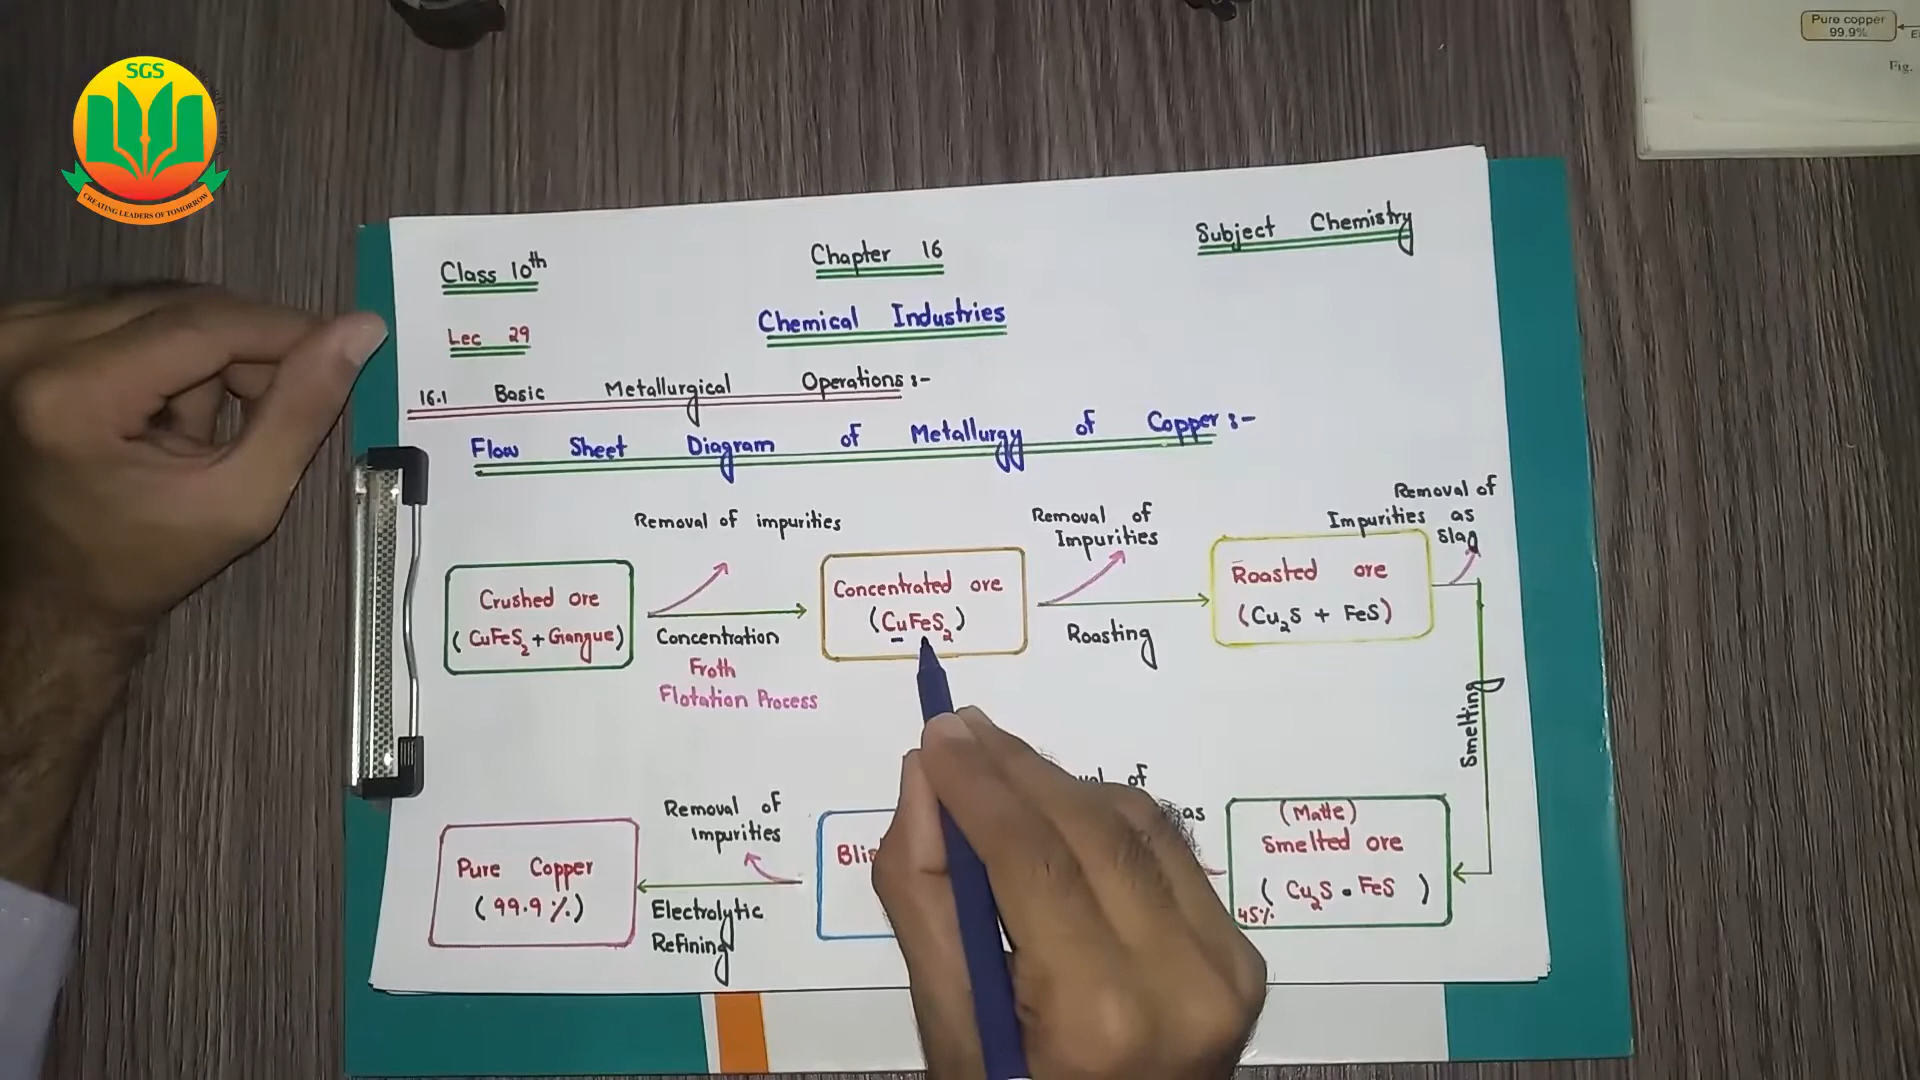 SGS
CREATING LEADERS OF TOMORROW
Pure copper
99.9%
Fig.
Class 10th
Chapter 16
Subject Chemistry
Lec 29
Chemical Industries
16.1 Basic Metallurgical Operations:-
Flow Sheet Diagram of Metallurgy of Copper:-
Crushed ore
(CuFeS₂ + Gangue)
Removal of impurities
Concentration
Froth
Flotation Process
Concentrated ore
(CuFeS₂)
Removal of
Impurities
Roasting
Roasted ore
(Cu₂S + FeS)
Removal of
Impurities as
Slag
Smelting
(Matte)
Smelted ore
(Cu₂S • FeS)
45%
of
as
Removal of
Impurities
Electrolytic
Refining
Pure Copper
(99.9%)